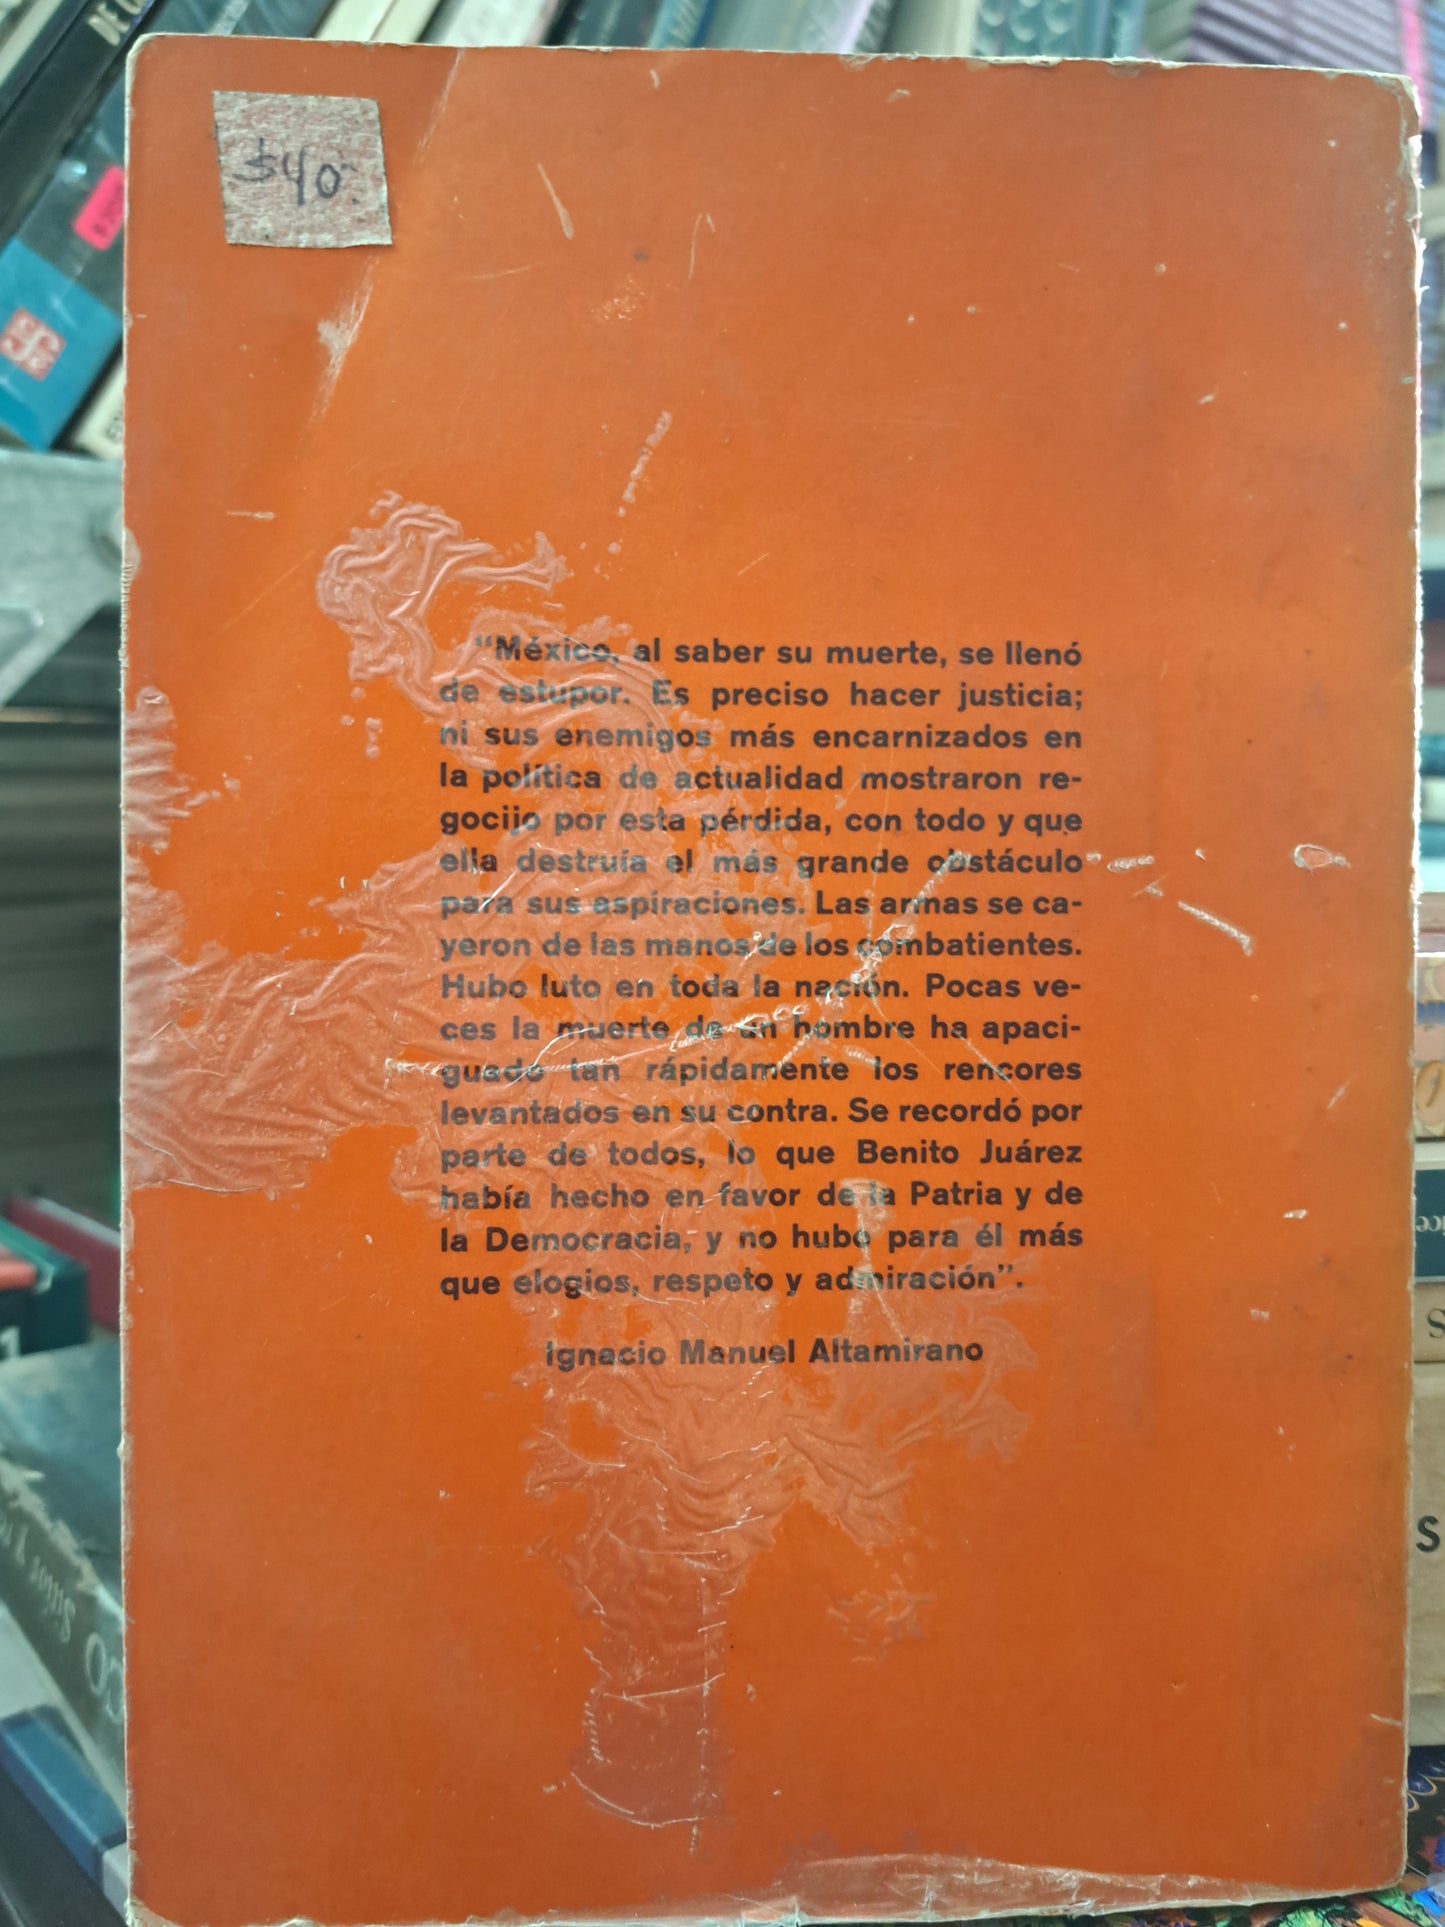 $40.
"México, al saber su muerte, se llenó
de estupor. Es preciso hacer justicia;
ni sus enemigos más encarnizados en
la política de actualidad mostraron re-
gocijo por esta pérdida, con todo y que
ella destruía el más grande obstáculo
para sus aspiraciones. Las armas se ca-
yeron de las manos de los combatientes.
Hubo luto en toda la nación. Pocas ve-
ces la muerte de un hombre ha apaci-
guado tan rápidamente los rencores
levantados en su contra. Se recordó por
parte de todos, lo que Benito Juárez
había hecho en favor de la Patria y de
la Democracia, y no hubo para él más
que elogios, respeto y admiración".
Ignacio Manuel Altamirano